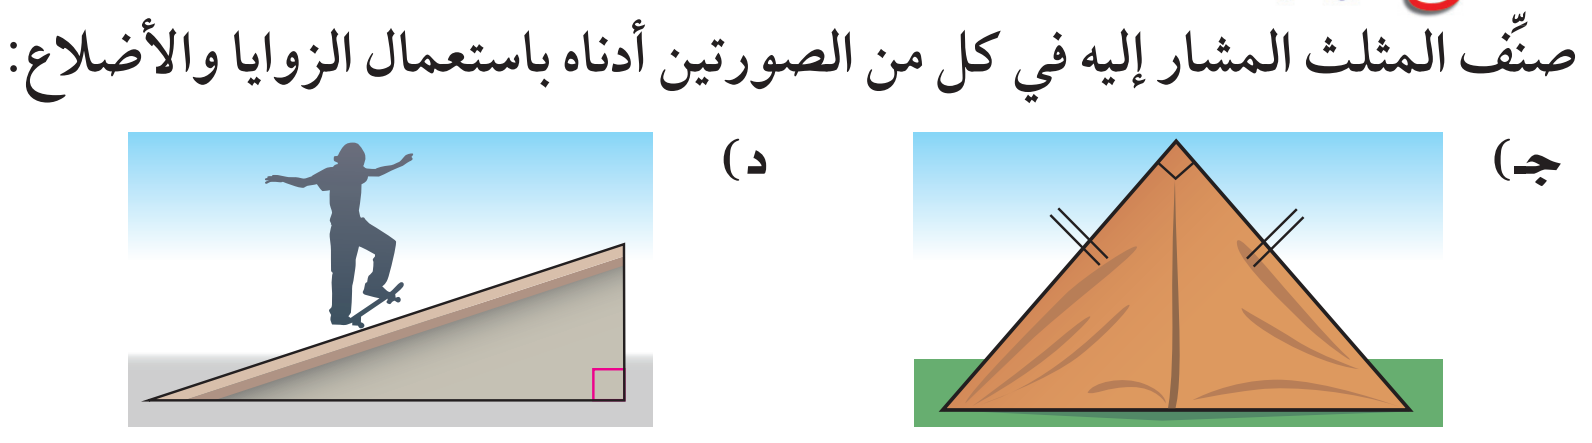 صنِّف المثلث المشار إليه في كل من الصورتين أدناه باستعمال الزوايا والأضلاع:
جـ)
د)